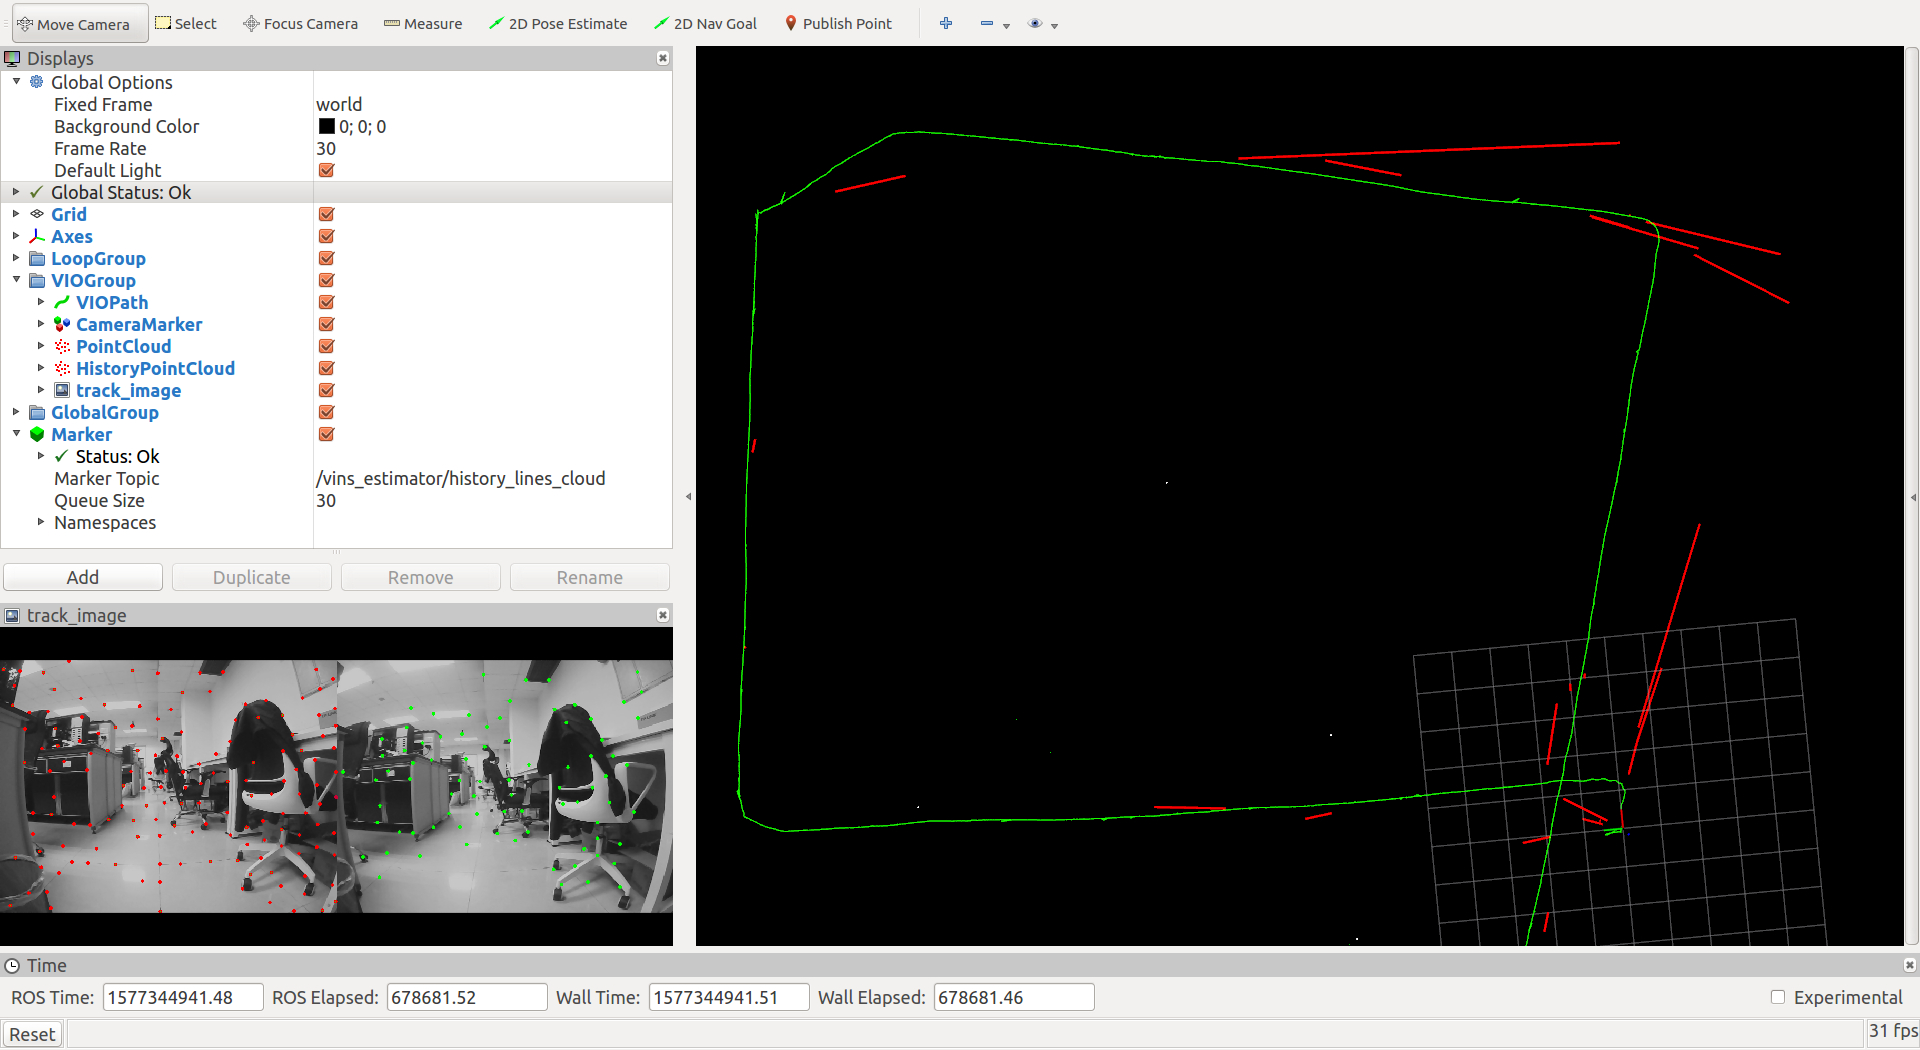 Move Camera Select Focus Camera Measure 2D Pose Estimate 2D Nav Goal Publish Point
Displays
Global Options
Fixed Frame world
Background Color 0; 0; 0
Frame Rate 30
Default Light
Global Status: Ok
Grid
Axes
LoopGroup
VIOGroup
VIOPath
CameraMarker
PointCloud
HistoryPointCloud
track_image
GlobalGroup
Marker
Status: Ok
Marker Topic /vins_estimator/history_lines_cloud
Queue Size 30
Namespaces
Add Duplicate Remove Rename
track_image
Time
ROS Time: 1577344941.48 ROS Elapsed: 678681.52 Wall Time: 1577344941.51 Wall Elapsed: 678681.46 Experimental
Reset 31 fps